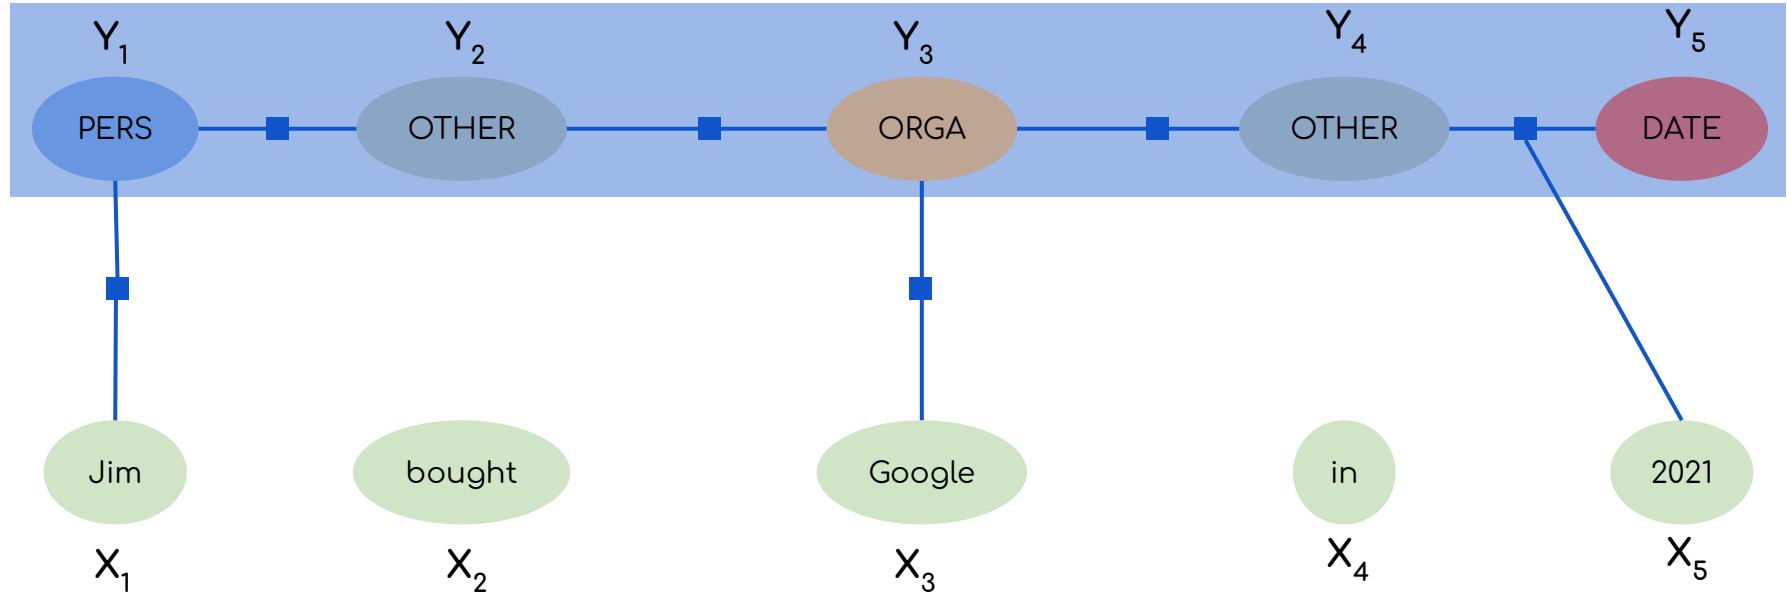 Y1 Y2 Y3 Y4 Y5
PERS OTHER ORGA OTHER DATE
Jim bought Google in 2021
X1 X2 X3 X4 X5